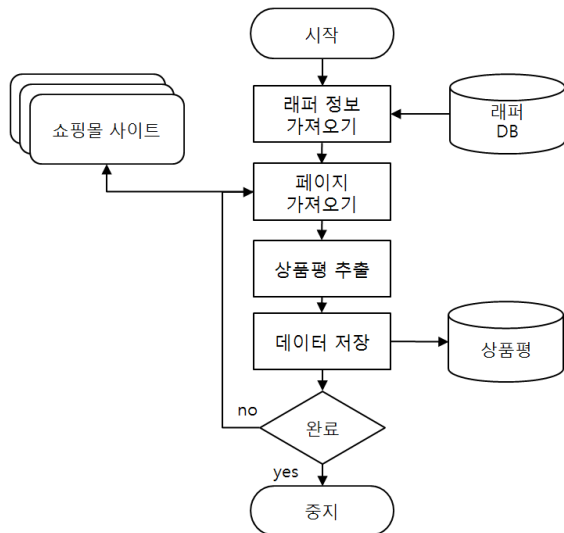 시작
래퍼 정보
가져오기
래퍼
DB
쇼핑몰 사이트
페이지
가져오기
상품평 추출
데이터 저장
상품평
no
완료
yes
중지